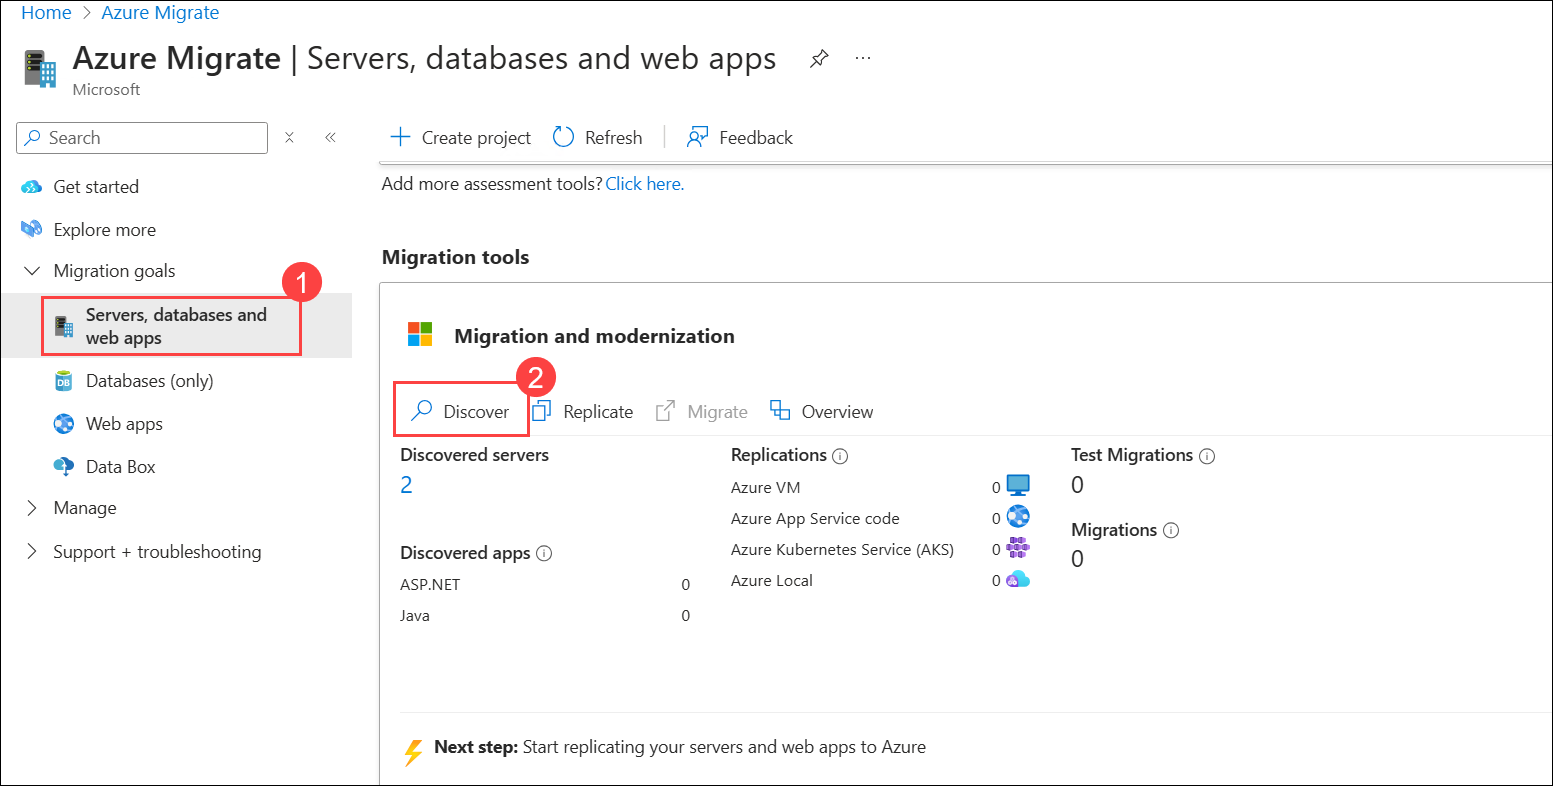 Home > Azure Migrate
Azure Migrate | Servers, databases and web apps ...
Microsoft
Search
Create project
Refresh
Feedback
Get started
Explore more
Migration goals
1
Servers, databases and
web apps
Databases (only)
Web apps
Data Box
Manage
Support + troubleshooting
Add more assessment tools? Click here.
Migration tools
Migration and modernization
2
Discover
Replicate
Migrate
Overview
Discovered servers
2
Discovered apps
ASP.NET 0
Java 0
Replications
Azure VM 0
Azure App Service code 0
Azure Kubernetes Service (AKS) 0
Azure Local 0
Test Migrations
0
Migrations
0
Next step: Start replicating your servers and web apps to Azure